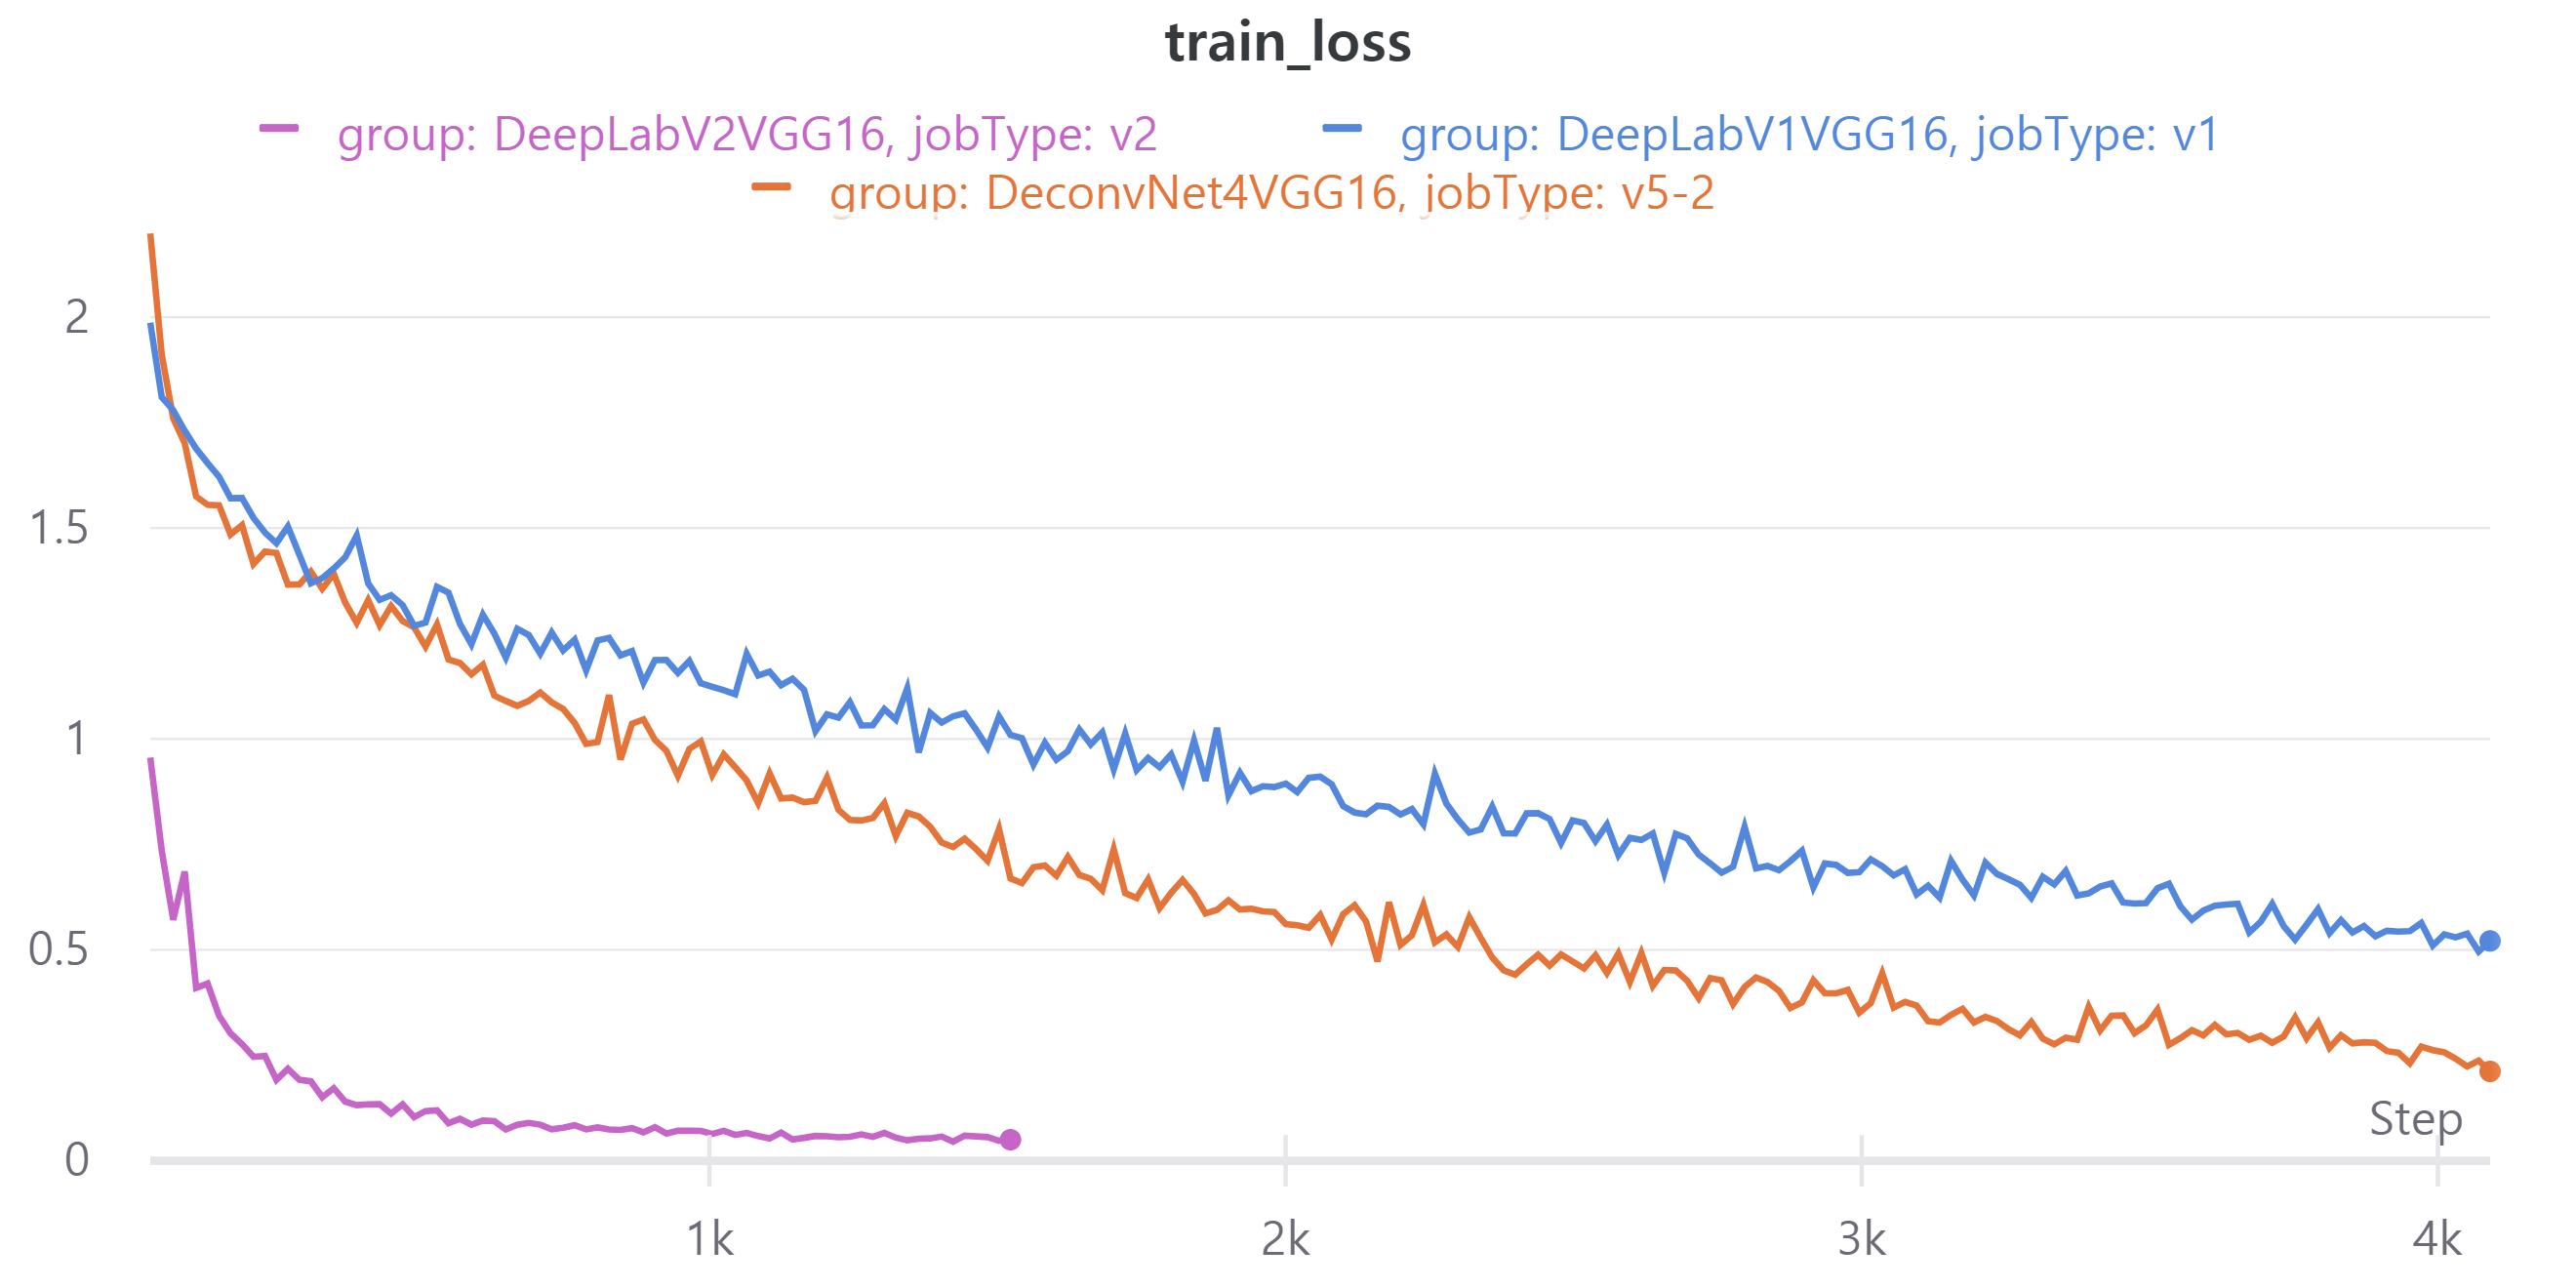 train_loss
group: DeepLabV2VGG16, jobType: v2 group: DeepLabV1VGG16, jobType: v1
group: DeconvNet4VGG16, jobType: v5-2
2
1.5
1
0.5
Step
0
1k 2k 3k 4k